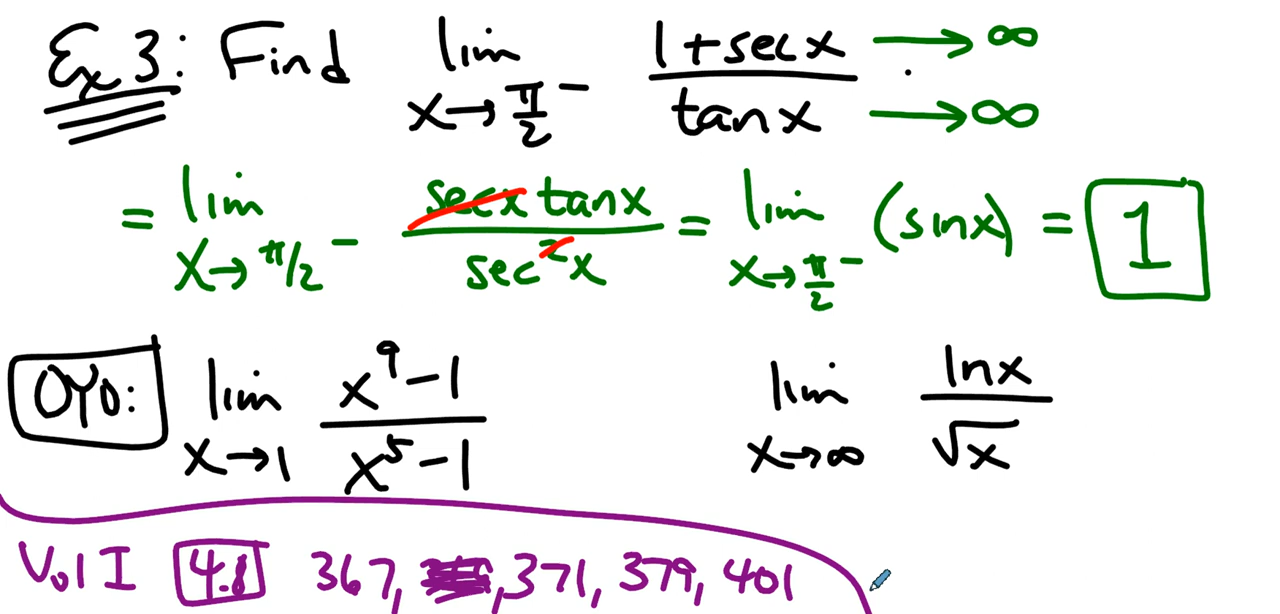 Ex 3: Find lim x→π/2⁻ (1+secx)/(tanx) →∞ →∞
= lim x→π/2⁻ (secx tanx)/(sec²x) = lim x→π/2⁻ (sinx) = 1
OYO: lim x→1 (x⁹−1)/(x⁵−1) lim x→∞ lnx/√x
Vol I 4.8 367, , 371, 379, 401